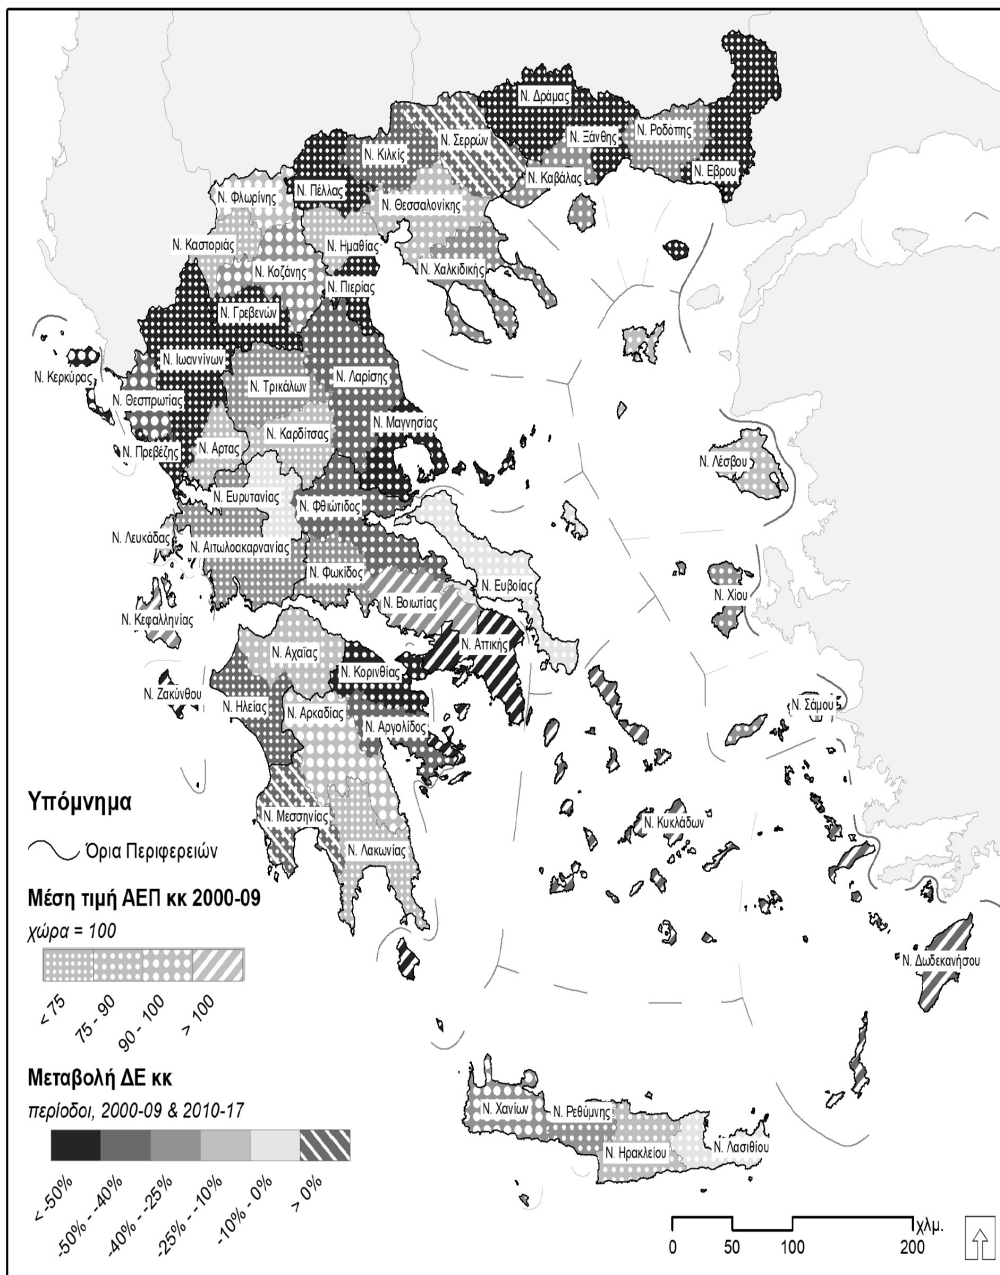 Ν. Δράμας
Ν. Ροδόπης
Ν. Ξάνθης
Ν. Σερρών
Ν. Κιλκίς
Ν. Εβρου
Ν. Καβάλας
Ν. Πέλλας
Ν. Φλωρίνης
Ν. Θεσσαλονίκης
Ν. Καστοριάς
Ν. Ημαθίας
Ν. Κοζάνης
Ν. Χαλκιδικής
Ν. Πιερίας
Ν. Γρεβενών
Ν. Ιωαννίνων
Ν. Κερκύρας
Ν. Λαρίσης
Ν. Τρικάλων
Ν. Θεσπρωτίας
Ν. Μαγνησίας
Ν. Καρδίτσας
Ν. Αρτας
Ν. Πρεβέζης
Ν. Λέσβου
Ν. Ευρυτανίας
Ν. Φθιώτιδος
Ν. Λευκάδας
Ν. Αιτωλοακαρνανίας
Ν. Φωκίδος
Ν. Ευβοίας
Ν. Χίου
Ν. Βοιωτίας
Ν. Κεφαλληνίας
Ν. Αττικής
Ν. Αχαΐας
Ν. Κορινθίας
Ν. Ζακύνθου
Ν. Ηλείας
Ν. Αρκαδίας
Ν. Σάμου
Ν. Αργολίδος
Ν. Μεσσηνίας
Ν. Κυκλάδων
Ν. Λακωνίας
Ν. Δωδεκανήσου
Ν. Χανίων
Ν. Ρεθύμνης
Ν. Ηρακλείου
Ν. Λασιθίου
Υπόμνημα
Όρια Περιφερειών
Μέση τιμή ΑΕΠ κκ 2000-09
χώρα = 100
< 75
75 - 90
90 - 100
> 100
Μεταβολή ΔΕ κκ
περίοδοι, 2000-09 & 2010-17
< -50%
-50% - -40%
-40% - -25%
-25% - -10%
-10% - 0%
> 0%
χλμ.
0 50 100 200